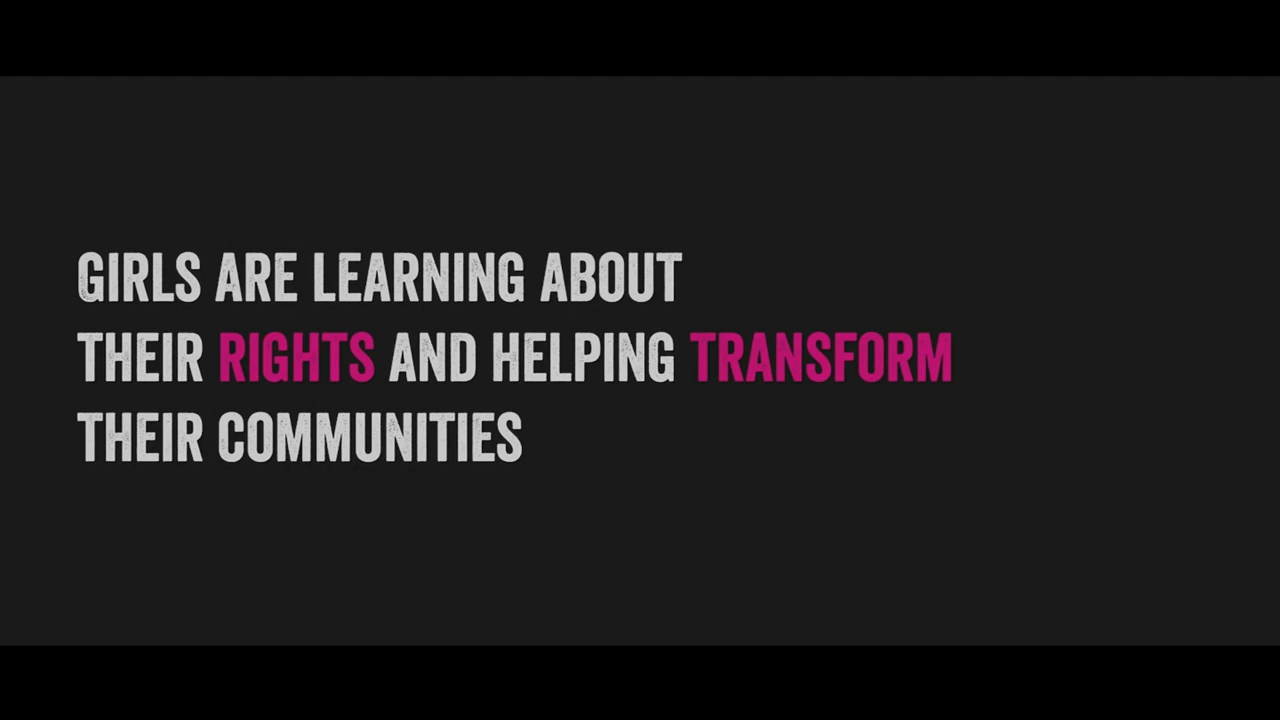 GIRLS ARE LEARNING ABOUT
THEIR RIGHTS AND HELPING TRANSFORM
THEIR COMMUNITIES